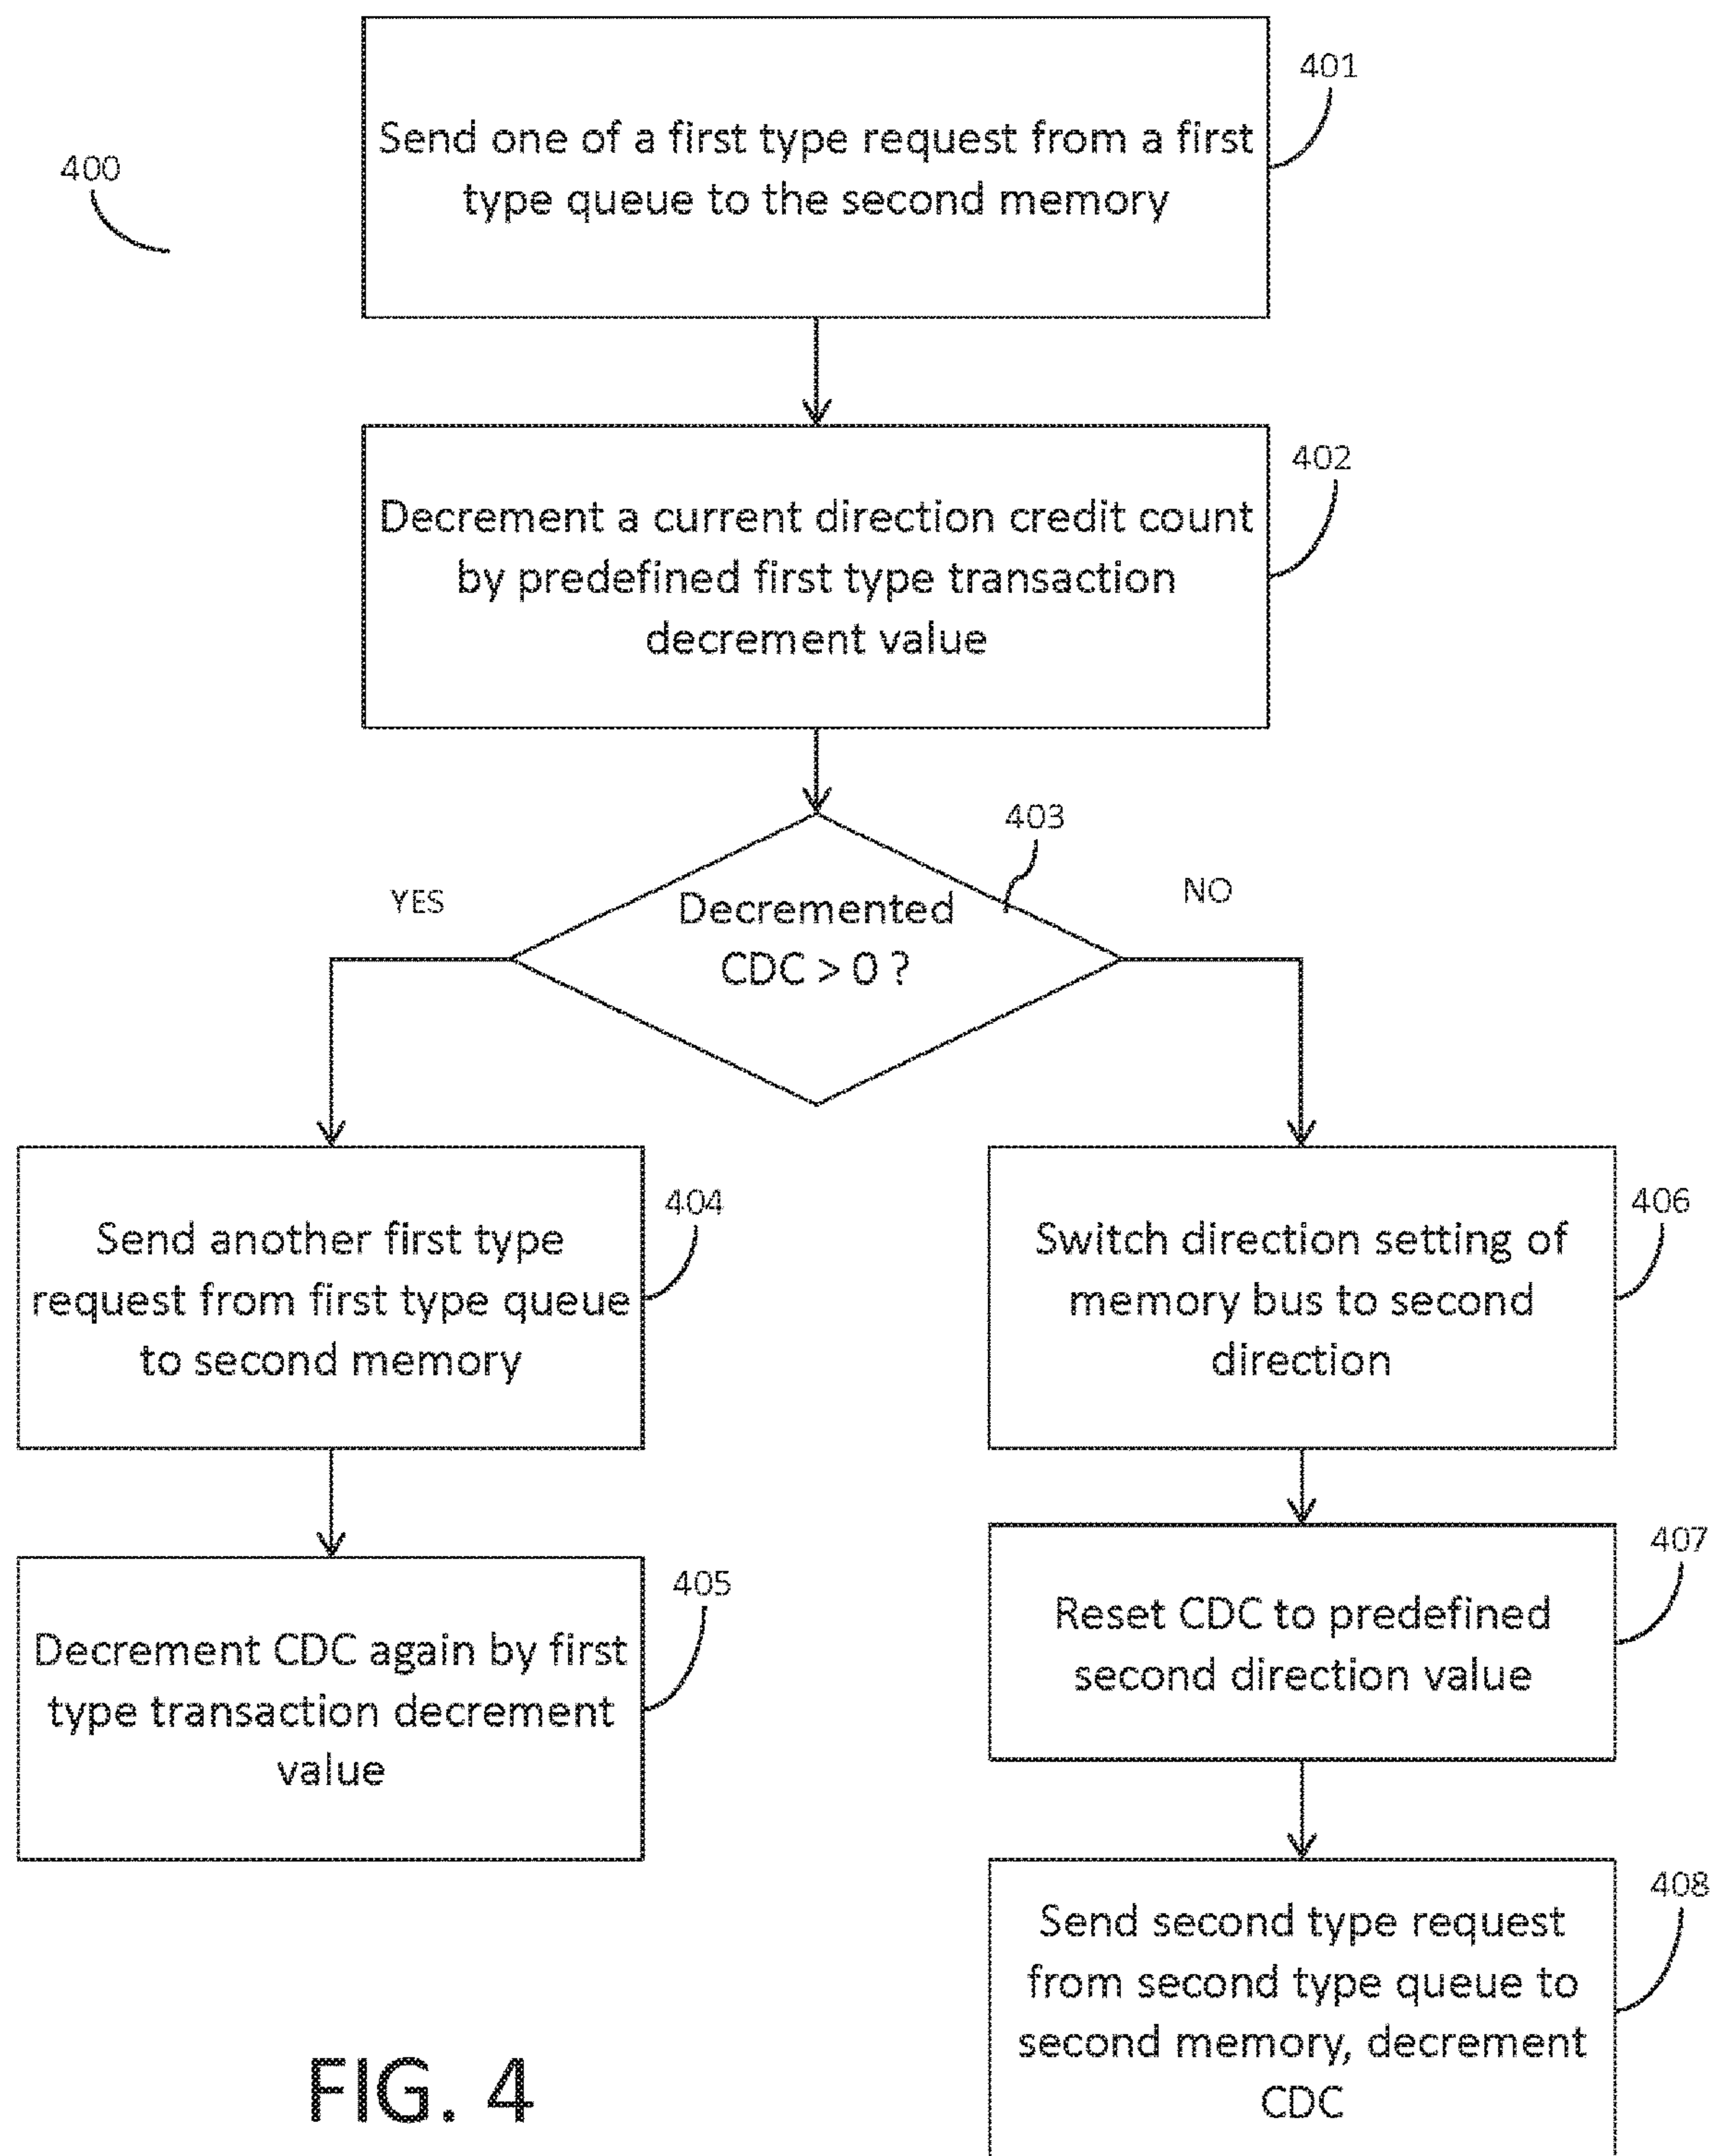 400
401
Send one of a first type request from a first
type queue to the second memory
402
Decrement a current direction credit count
by predefined first type transaction
decrement value
403
YES
NO
Decremented
CDC > 0 ?
404
Send another first type
request from first type queue
to second memory
406
Switch direction setting of
memory bus to second
direction
405
Decrement CDC again by first
type transaction decrement
value
407
Reset CDC to predefined
second direction value
408
Send second type request
from second type queue to
second memory, decrement
CDC
FIG. 4